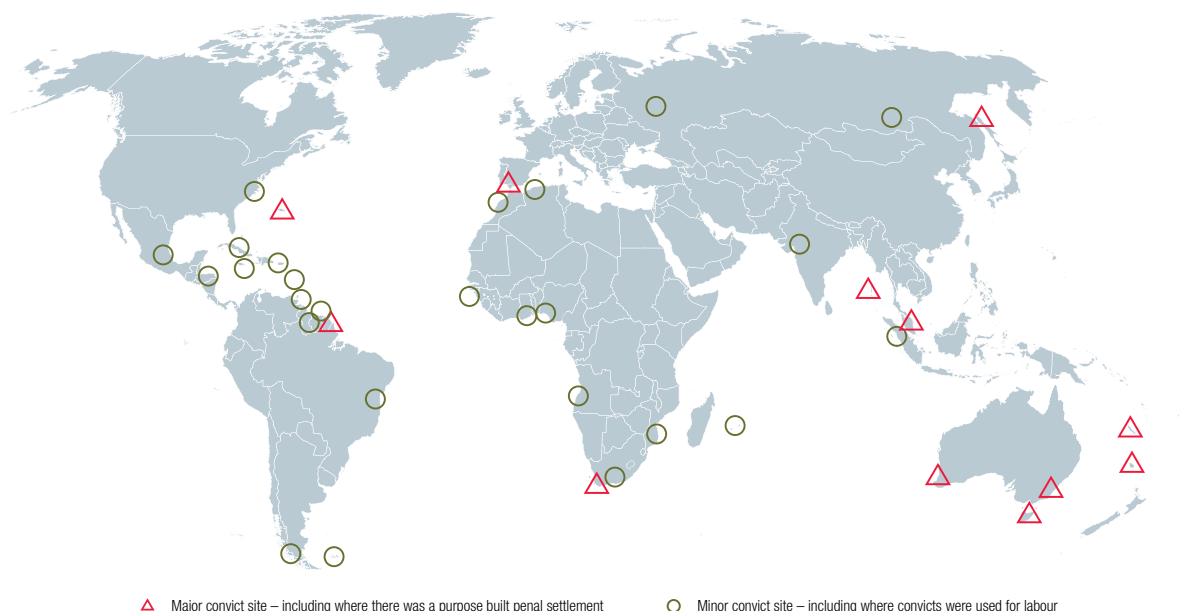 Major convict site – including where there was a purpose built penal settlement
Minor convict site – including where convicts were used for labour